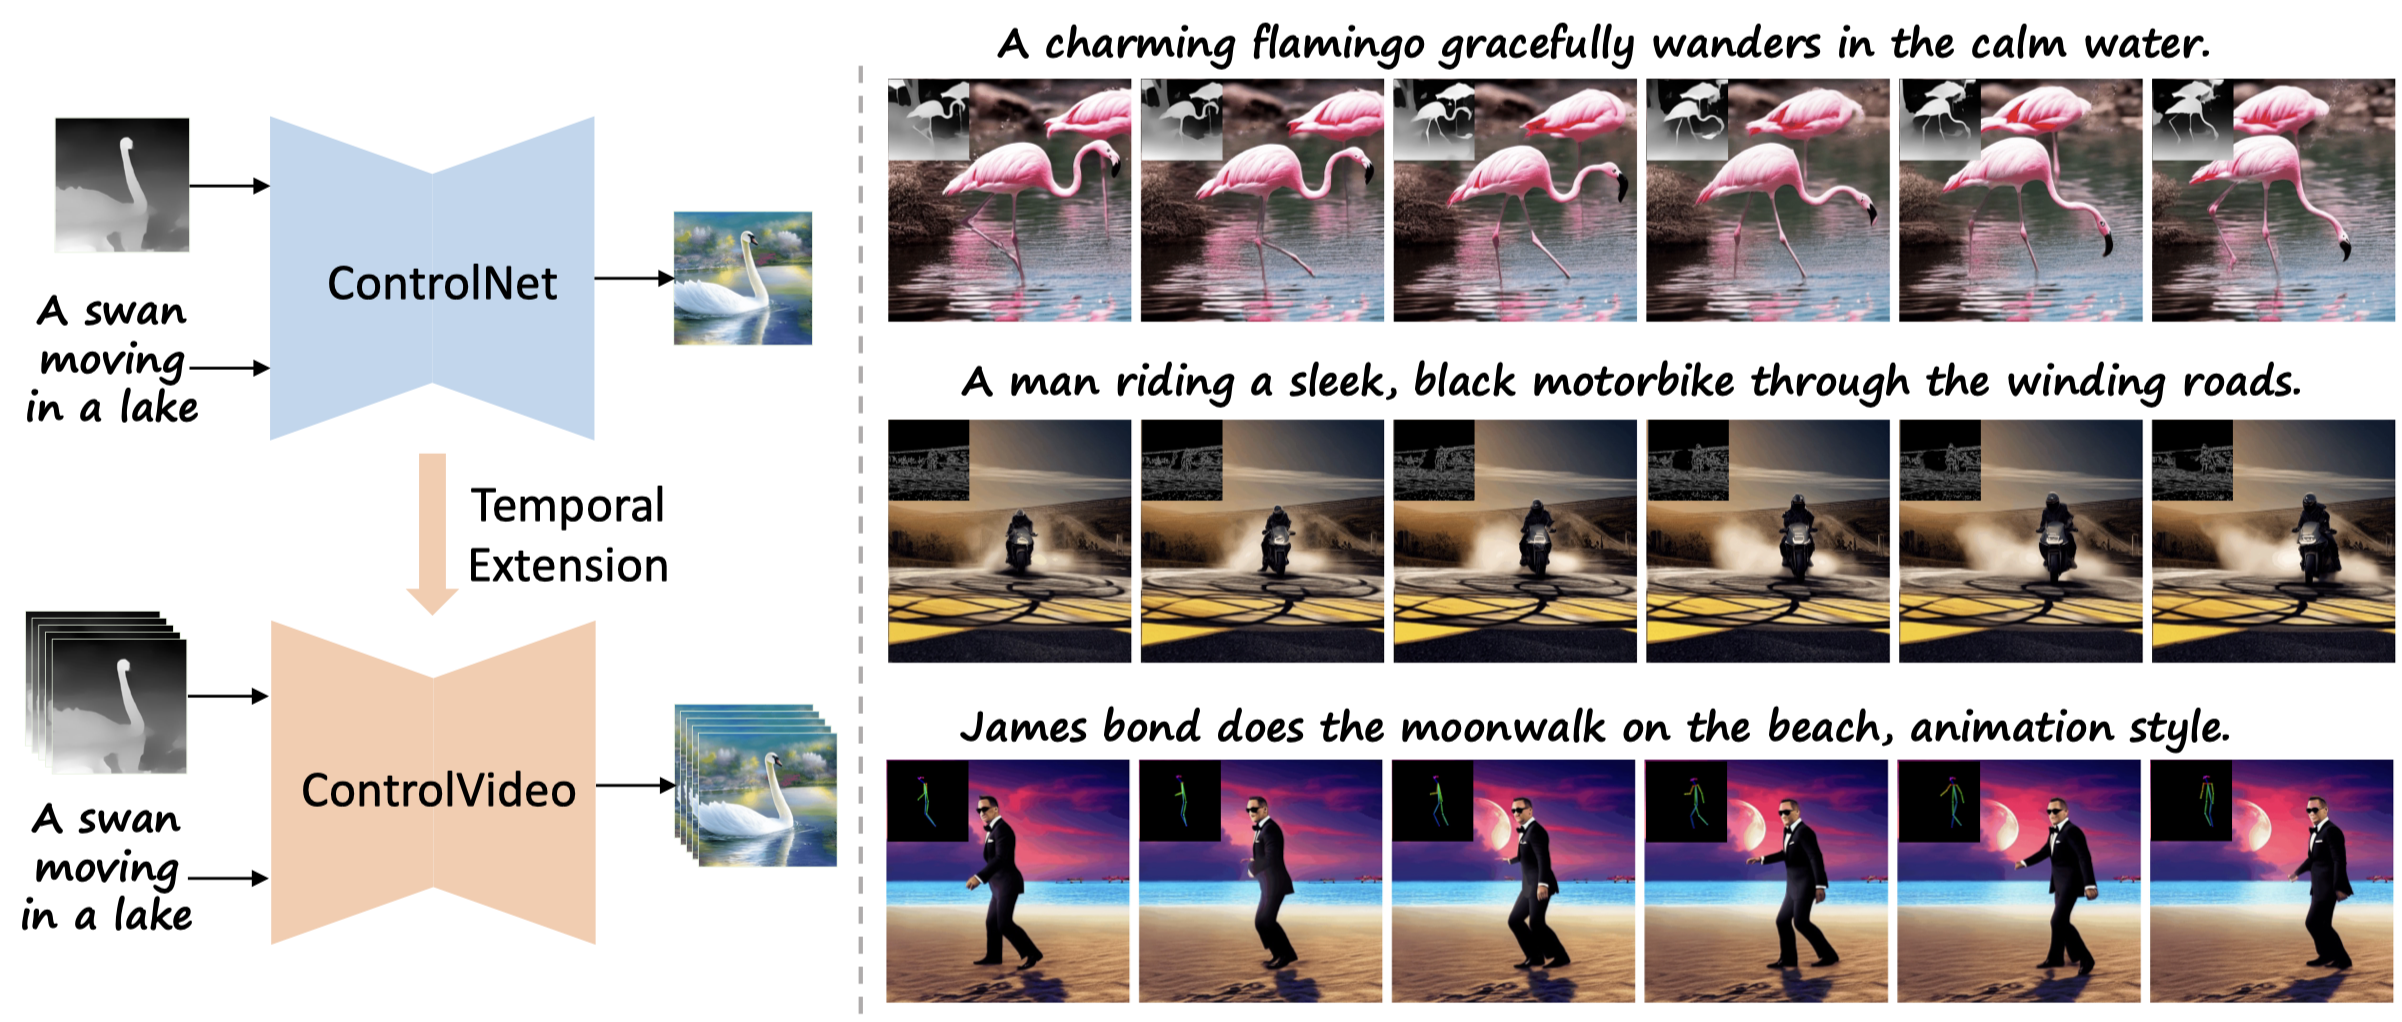 A swan
moving
in a lake
ControlNet
Temporal
Extension
A swan
moving
in a lake
ControlVideo
A charming flamingo gracefully wanders in the calm water.
A man riding a sleek, black motorbike through the winding roads.
James bond does the moonwalk on the beach, animation style.